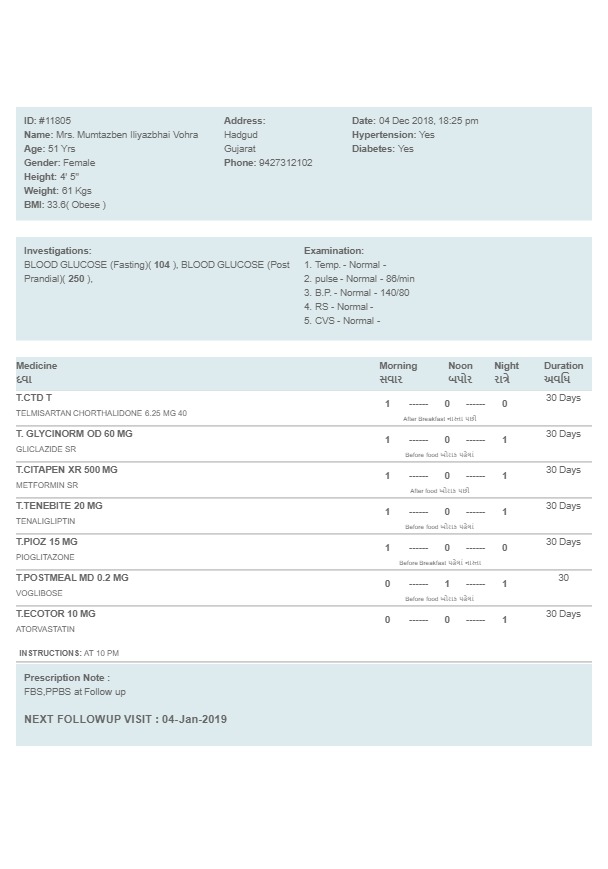 ID: #11805
Name: Mrs. Mumtazben Iliyazbhai Vohra
Age: 51 Yrs
Gender: Female
Height: 4' 5"
Weight: 61 Kgs
BMI: 33.6( Obese )
Address:
Hadgud
Gujarat
Phone: 9427312102
Date: 04 Dec 2018, 18:25 pm
Hypertension: Yes
Diabetes: Yes
Investigations:
BLOOD GLUCOSE (Fasting)( 104 ), BLOOD GLUCOSE (Post
Prandial)( 250 ),
Examination:
1. Temp. - Normal -
2. pulse - Normal - 86/min
3. B.P. - Normal - 140/80
4. RS - Normal -
5. CVS - Normal -
Medicine Morning Noon Night Duration
દવા સવાર બપોર રાત્રે અવધિ
T.CTD T 30 Days
1 ------ 0 ------ 0
TELMISARTAN CHORTHALIDONE 6.25 MG 40
After Breakfast નાસ્તા પછી
T. GLYCINORM OD 60 MG 30 Days
1 ------ 0 ------ 1
GLICLAZIDE SR
Before food ખોરાક પહેલાં
T.CITAPEN XR 500 MG 30 Days
1 ------ 0 ------ 1
METFORMIN SR
After food ખોરાક પછી
T.TENEBITE 20 MG 30 Days
1 ------ 0 ------ 1
TENALIGLIPTIN
Before food ખોરાક પહેલાં
T.PIOZ 15 MG 30 Days
1 ------ 0 ------ 0
PIOGLITAZONE
Before Breakfast પહેલાં નાસ્તા
T.POSTMEAL MD 0.2 MG 30
0 ------ 1 ------ 1
VOGLIBOSE
Before food ખોરાક પહેલાં
T.ECOTOR 10 MG 30 Days
0 ------ 0 ------ 1
ATORVASTATIN
INSTRUCTIONS: AT 10 PM
Prescription Note :
FBS,PPBS at Follow up
NEXT FOLLOWUP VISIT : 04-Jan-2019